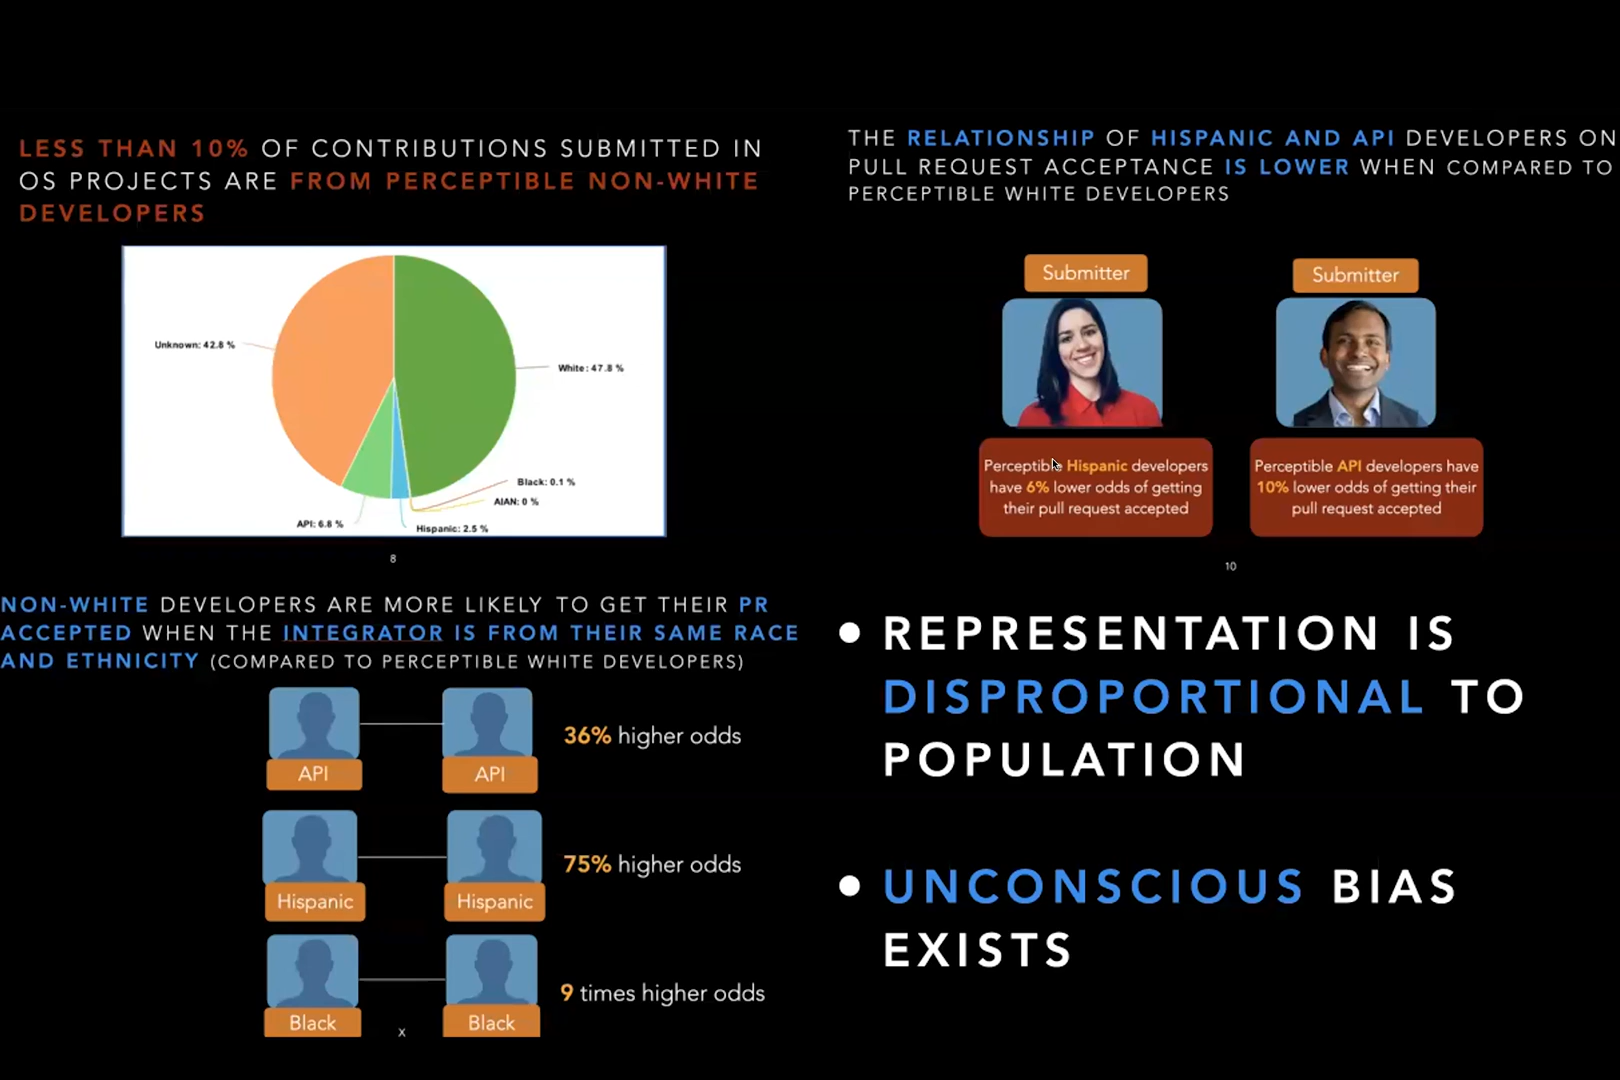 LESS THAN 10% OF CONTRIBUTIONS SUBMITTED IN
OS PROJECTS ARE FROM PERCEPTIBLE NON-WHITE
DEVELOPERS
Unknown: 42.8 %
White: 47.8 %
Black: 0.1 %
AIAN: 0 %
API: 6.8 %
Hispanic: 2.5 %
8
THE RELATIONSHIP OF HISPANIC AND API DEVELOPERS ON
PULL REQUEST ACCEPTANCE IS LOWER WHEN COMPARED TO
PERCEPTIBLE WHITE DEVELOPERS
Submitter
Submitter
Perceptible Hispanic developers
have 6% lower odds of getting
their pull request accepted
Perceptible API developers have
10% lower odds of getting their
pull request accepted
10
NON-WHITE DEVELOPERS ARE MORE LIKELY TO GET THEIR PR
ACCEPTED WHEN THE INTEGRATOR IS FROM THEIR SAME RACE
AND ETHNICITY (COMPARED TO PERCEPTIBLE WHITE DEVELOPERS)
API
API
36% higher odds
Hispanic
Hispanic
75% higher odds
Black
x
Black
9 times higher odds
• REPRESENTATION IS
DISPROPORTIONAL TO
POPULATION
• UNCONSCIOUS BIAS
EXISTS